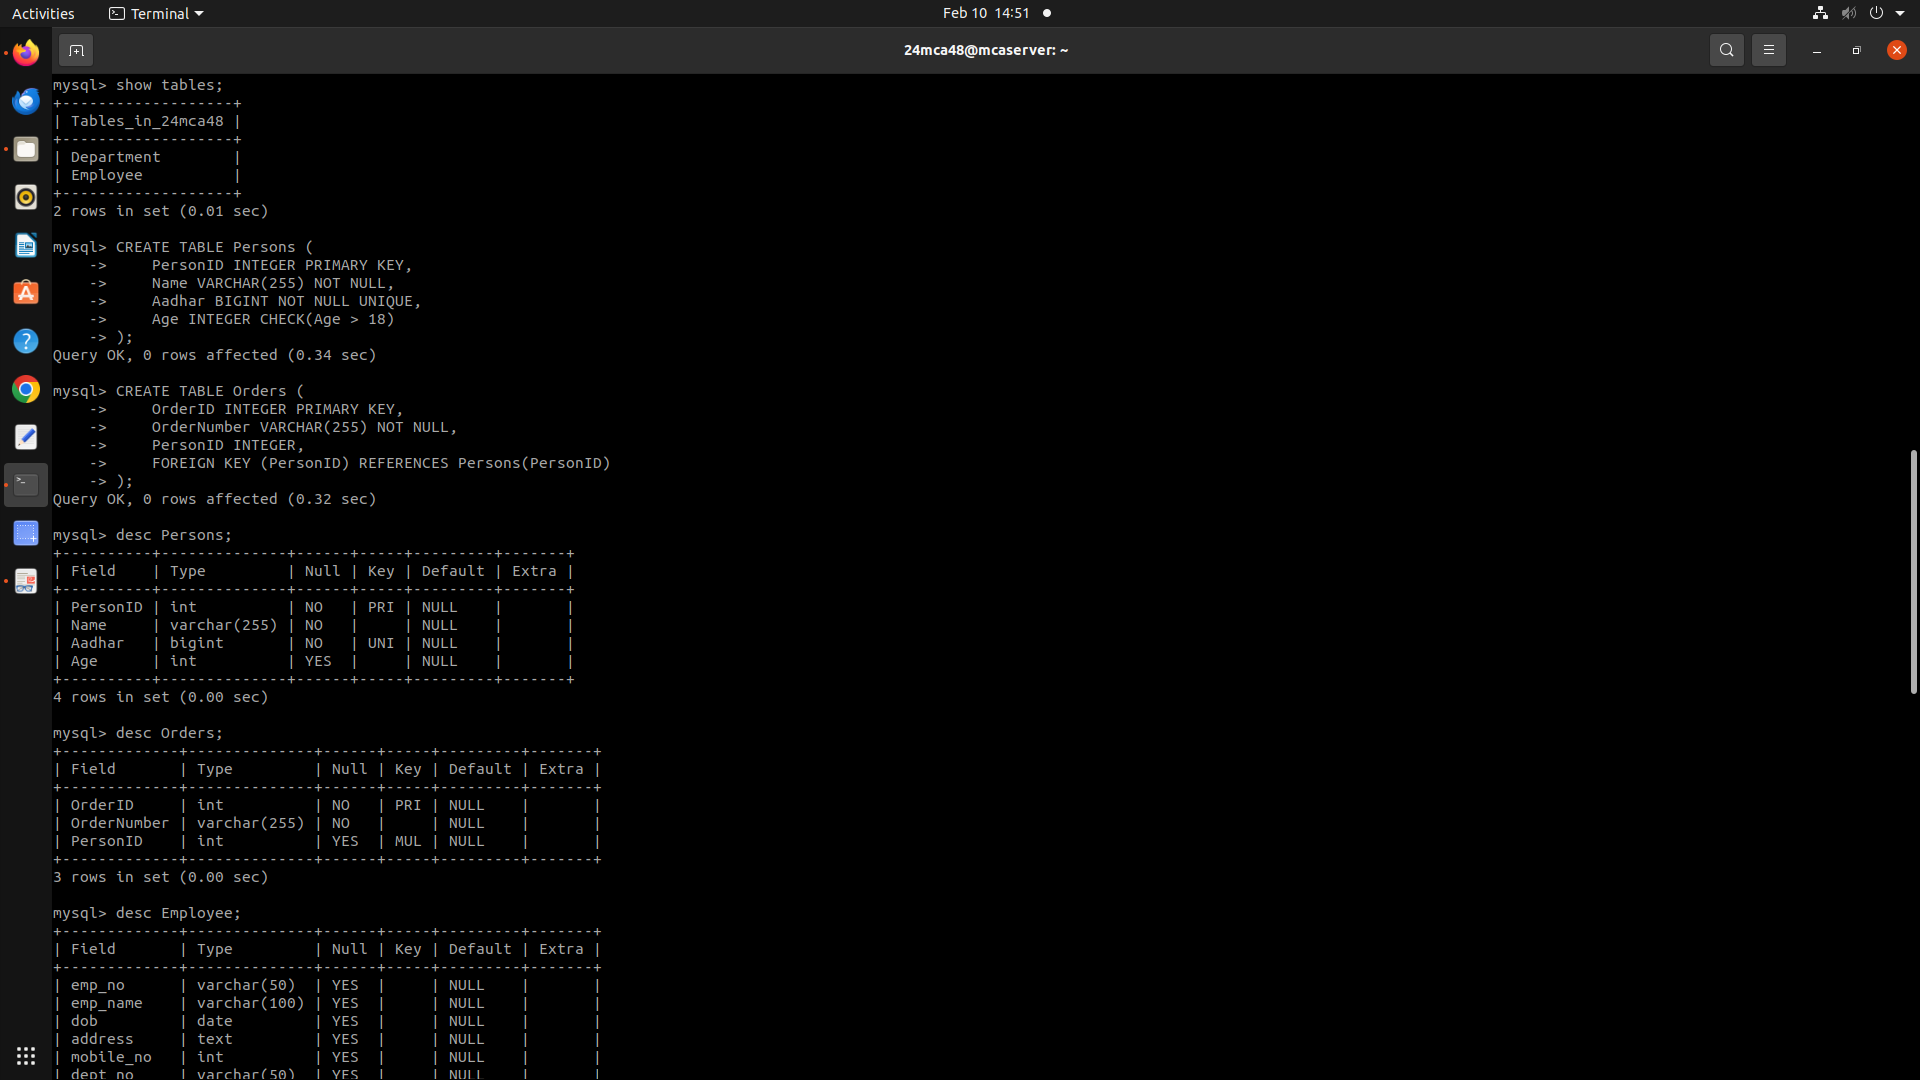 Activities Terminal Feb 10 14:51
24mca48@mcaserver: ~
mysql> show tables;
+-------------------+
| Tables_in_24mca48 |
+-------------------+
| Department        |
| Employee          |
+-------------------+
2 rows in set (0.01 sec)

mysql> CREATE TABLE Persons (
    ->     PersonID INTEGER PRIMARY KEY,
    ->     Name VARCHAR(255) NOT NULL,
    ->     Aadhar BIGINT NOT NULL UNIQUE,
    ->     Age INTEGER CHECK(Age > 18)
    -> );
Query OK, 0 rows affected (0.34 sec)

mysql> CREATE TABLE Orders (
    ->     OrderID INTEGER PRIMARY KEY,
    ->     OrderNumber VARCHAR(255) NOT NULL,
    ->     PersonID INTEGER,
    ->     FOREIGN KEY (PersonID) REFERENCES Persons(PersonID)
    -> );
Query OK, 0 rows affected (0.32 sec)

mysql> desc Persons;
+----------+--------------+------+-----+---------+-------+
| Field    | Type         | Null | Key | Default | Extra |
+----------+--------------+------+-----+---------+-------+
| PersonID | int          | NO   | PRI | NULL    |       |
| Name     | varchar(255) | NO   |     | NULL    |       |
| Aadhar   | bigint       | NO   | UNI | NULL    |       |
| Age      | int          | YES  |     | NULL    |       |
+----------+--------------+------+-----+---------+-------+
4 rows in set (0.00 sec)

mysql> desc Orders;
+-------------+--------------+------+-----+---------+-------+
| Field       | Type         | Null | Key | Default | Extra |
+-------------+--------------+------+-----+---------+-------+
| OrderID     | int          | NO   | PRI | NULL    |       |
| OrderNumber | varchar(255) | NO   |     | NULL    |       |
| PersonID    | int          | YES  | MUL | NULL    |       |
+-------------+--------------+------+-----+---------+-------+
3 rows in set (0.00 sec)

mysql> desc Employee;
+-------------+--------------+------+-----+---------+-------+
| Field       | Type         | Null | Key | Default | Extra |
+-------------+--------------+------+-----+---------+-------+
| emp_no      | varchar(50)  | YES  |     | NULL    |       |
| emp_name    | varchar(100) | YES  |     | NULL    |       |
| dob         | date         | YES  |     | NULL    |       |
| address     | text         | YES  |     | NULL    |       |
| mobile_no   | int          | YES  |     | NULL    |       |
| dept_no     | varchar(50)  | YES  |     | NULL    |       |